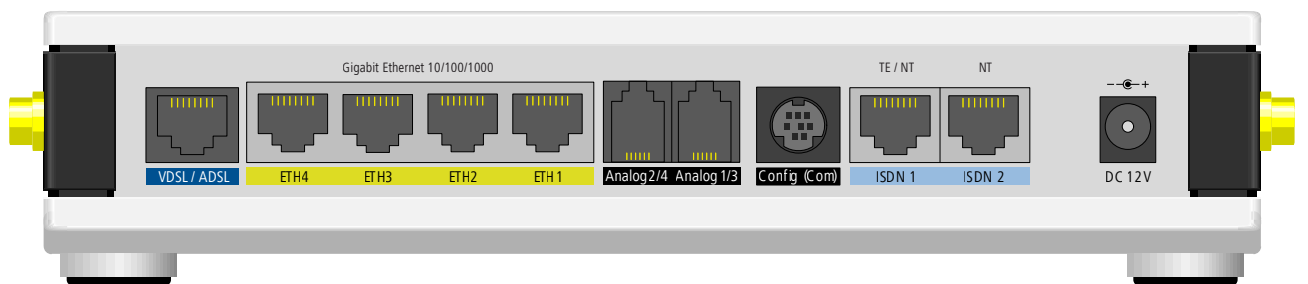 Gigabit Ethernet 10/100/1000
TE / NT
NT
- +
VDSL / ADSL
ETH4
ETH3
ETH2
ETH1
Analog2/4 Analog1/3
Config (Com)
ISDN 1
ISDN 2
DC 12V